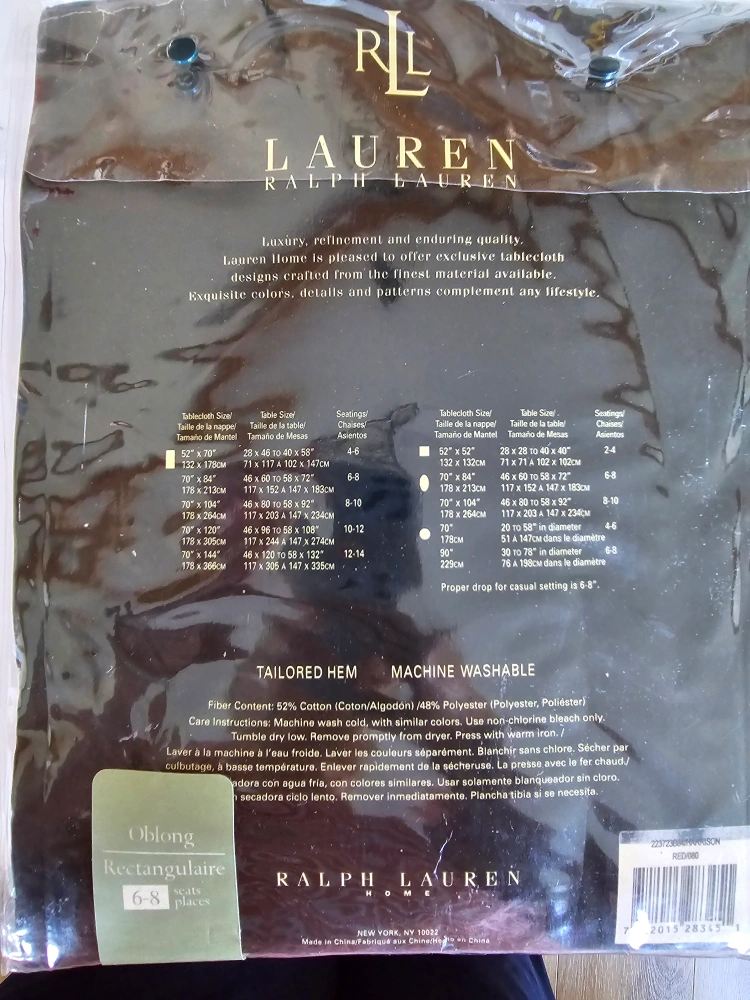 RLL
LAUREN
RALPH LAUREN
Luxury, refinement and enduring quality.
Lauren Home is pleased to offer exclusive tablecloth
designs crafted from the finest material available.
Exquisite colors, details and patterns complement any lifestyle.
Tablecloth Size/ Table Size/ Seatings/
Taille de la nappe/ Taille de la table/ Chaises/
Tamaño de Mantel Tamaño de Mesas Asientos
52" x 70" 28 x 46 TO 40 x 58" 4-6
132 x 178CM 71 x 117 A 102 x 147CM
70" x 84" 46 x 60 TO 58 x 72" 6-8
178 x 213CM 117 x 152 A 147 x 183CM
70" x 104" 46 x 80 TO 58 x 92" 8-10
178 x 264CM 117 x 203 A 147 x 234CM
70" x 120" 46 x 96 TO 58 x 108" 10-12
178 x 305CM 117 x 244 A 147 x 274CM
70" x 144" 46 x 120 TO 58 x 132" 12-14
178 x 366CM 117 x 305 A 147 x 335CM
Tablecloth Size/ Table Size/ Seatings/
Taille de la nappe/ Taille de la table/ Chaises/
Tamaño de Mantel Tamaño de Mesas Asientos
52" x 52" 28 x 28 TO 40 x 40" 2-4
132 x 132CM 71 x 71 A 102 x 102CM
70" x 84" 46 x 60 TO 58 x 72" 6-8
178 x 213CM 117 x 152 A 147 x 183CM
70" x 104" 46 x 80 TO 58 x 92" 8-10
178 x 264CM 117 x 203 A 147 x 234CM
70" 20 TO 58" in diameter 4-6
178CM 51 A 147CM dans le diamètre
90" 30 TO 78" in diameter 6-8
229CM 76 A 198CM dans le diamètre
Proper drop for casual setting is 6-8".
TAILORED HEM MACHINE WASHABLE
Fiber Content: 52% Cotton (Coton/Algodón) /48% Polyester (Polyester, Poliéster)
Care Instructions: Machine wash cold, with similar colors. Use non-chlorine bleach only.
Tumble dry low. Remove promptly from dryer. Press with warm iron. /
Laver à la machine à l'eau froide. Laver les couleurs séparément. Blanchir sans chlore. Sécher par
culbutage, à basse température. Enlever rapidement de la sécheruse. La presse avec le fer chaud./
adora con agua fría, con colores similares. Usar solamente blanqueador sin cloro.
secadora ciclo lento. Remover inmediatamente. Plancha tibia si se necesita.
Oblong
Rectangulaire
6-8 seats
places
RALPH LAUREN
HOME
NEW YORK, NY 10022
Made in China/Fabriqué aux Chine/Hecho en China
RED/080